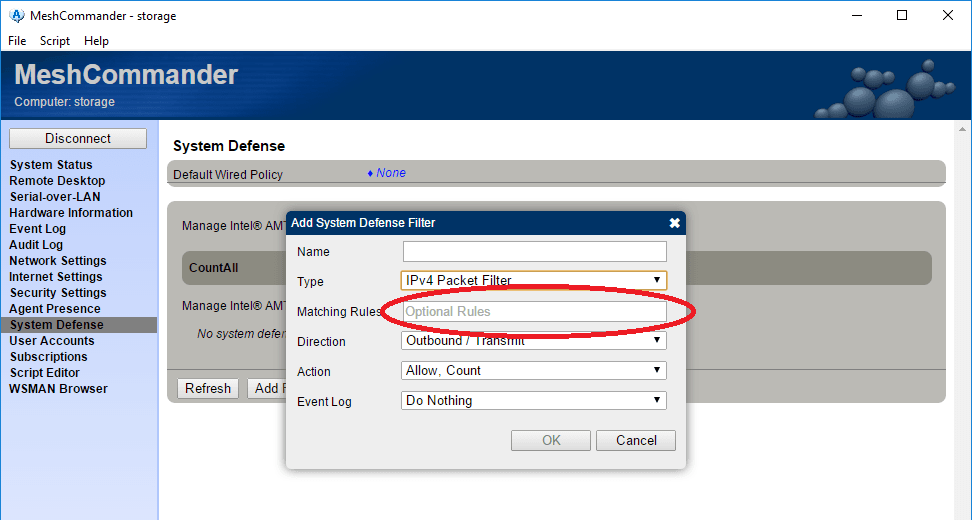 MeshCommander - storage
File Script Help
MeshCommander
Computer: storage
Disconnect
System Status
Remote Desktop
Serial-over-LAN
Hardware Information
Event Log
Audit Log
Network Settings
Internet Settings
Security Settings
Agent Presence
System Defense
User Accounts
Subscriptions
Script Editor
WSMAN Browser
System Defense
Default Wired Policy ♦ None
Manage Intel® AMT
CountAll
Manage Intel® AMT
No system defen
Refresh Add F
Add System Defense Filter
Name
Type IPv4 Packet Filter
Matching Rules Optional Rules
Direction Outbound / Transmit
Action Allow, Count
Event Log Do Nothing
OK Cancel